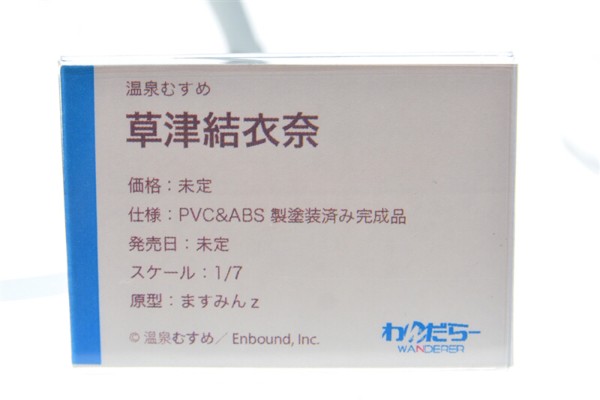 温泉むすめ
草津結衣奈
価格：未定
仕様：PVC&ABS 製塗装済み完成品
発売日：未定
スケール：1/7
原型：ますみんz
© 温泉むすめ／ Enbound, Inc.
わんだらー
WANDERER